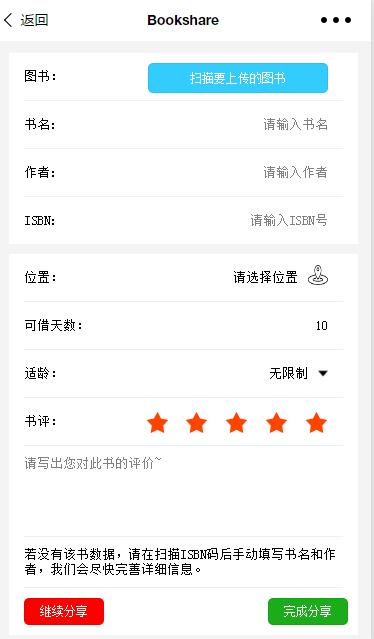 返回 Bookshare
图书： 扫描要上传的图书
书名： 请输入书名
作者： 请输入作者
ISBN: 请输入ISBN号
位置： 请选择位置
可借天数： 10
适龄： 无限制
书评：
请写出您对此书的评价~
若没有该书数据，请在扫描ISBN码后手动填写书名和作
者，我们会尽快完善详细信息。
继续分享 完成分享